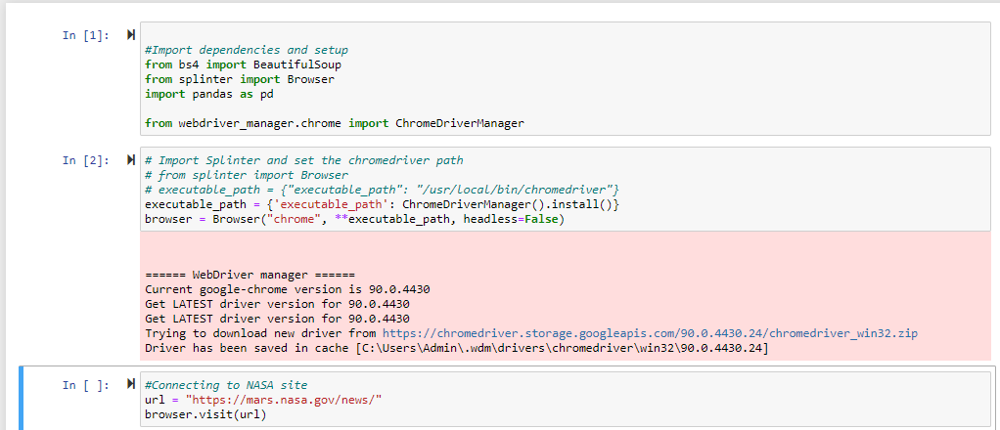 In [1]:
#Import dependencies and setup
from bs4 import BeautifulSoup
from splinter import Browser
import pandas as pd
from webdriver_manager.chrome import ChromeDriverManager
In [2]:
# Import Splinter and set the chromedriver path
# from splinter import Browser
# executable_path = {"executable_path": "/usr/local/bin/chromedriver"}
executable_path = {'executable_path': ChromeDriverManager().install()}
browser = Browser("chrome", **executable_path, headless=False)
====== WebDriver manager ======
Current google-chrome version is 90.0.4430
Get LATEST driver version for 90.0.4430
Get LATEST driver version for 90.0.4430
Trying to download new driver from https://chromedriver.storage.googleapis.com/90.0.4430.24/chromedriver_win32.zip
Driver has been saved in cache [C:\Users\Admin\.wdm\drivers\chromedriver\win32\90.0.4430.24]
In [ ]:
#Connecting to NASA site
url = "https://mars.nasa.gov/news/"
browser.visit(url)